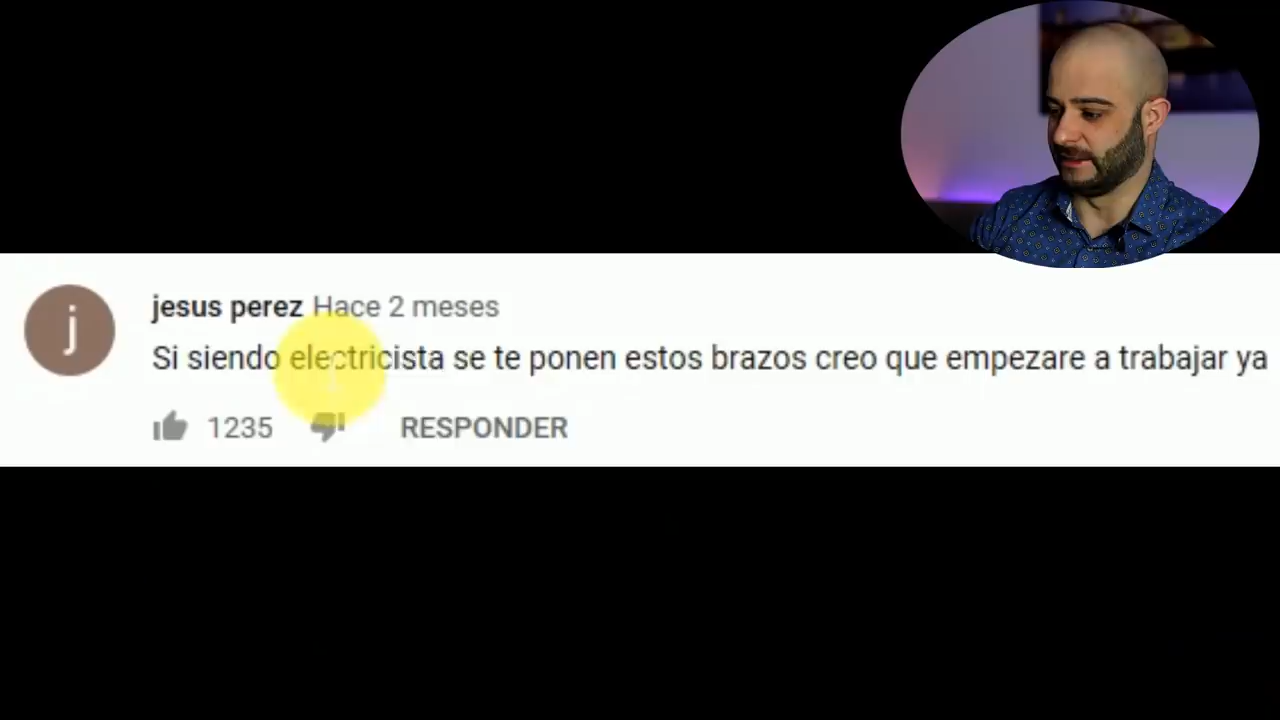 j
jesus perez Hace 2 meses
Si siendo electricista se te ponen estos brazos creo que empezare a trabajar ya
1235 RESPONDER